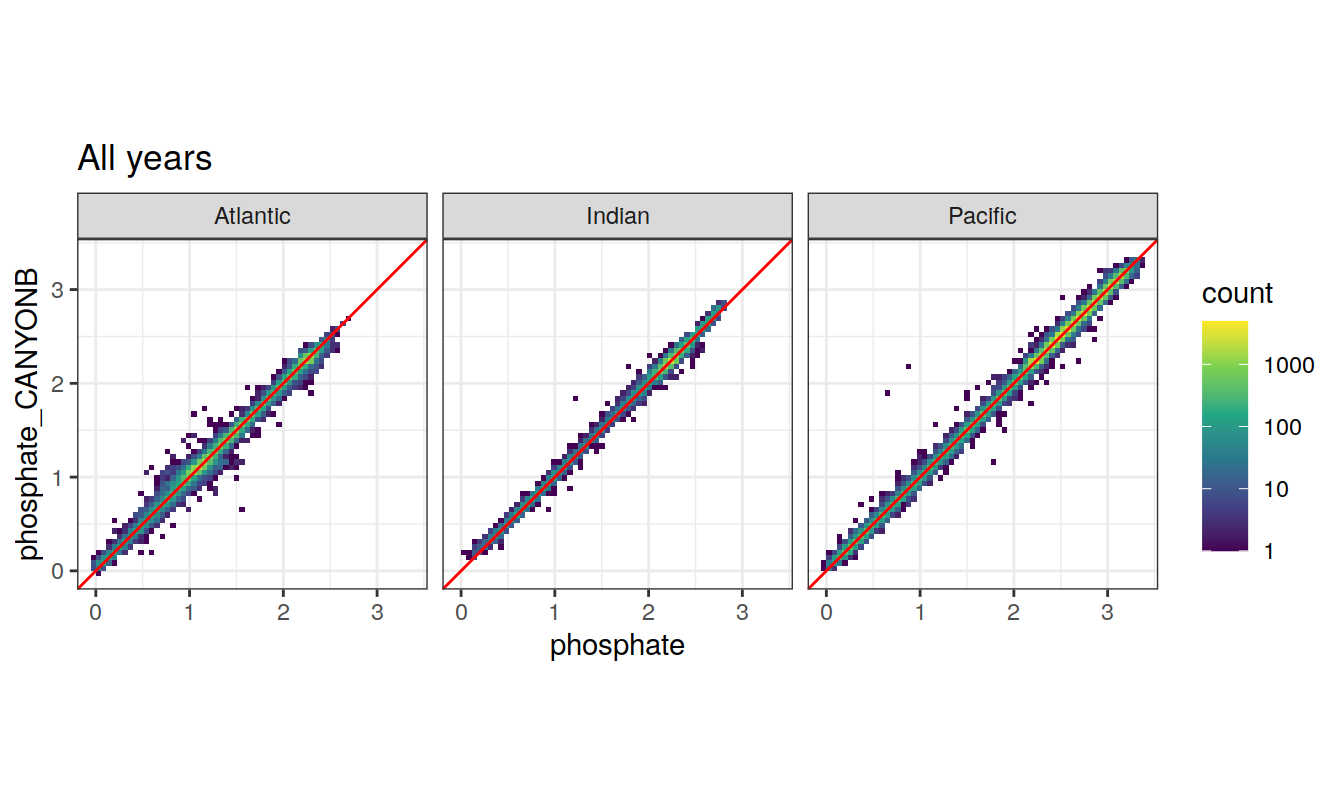 All years
Atlantic Indian Pacific
phosphate_CANYONB
3
2
1
0
0 1 2 3 0 1 2 3 0 1 2 3
phosphate
count
1000
100
10
1